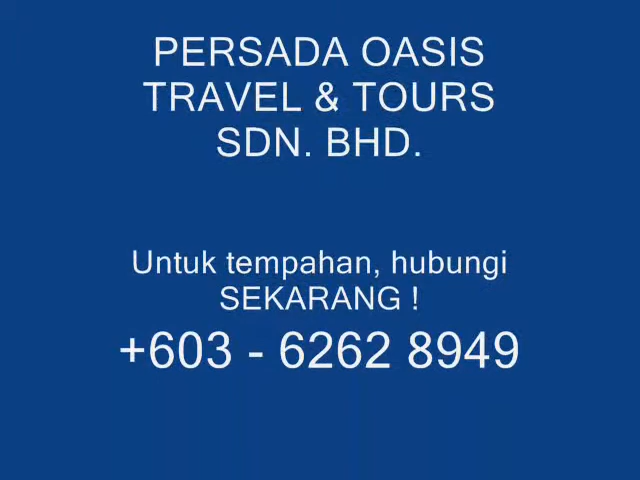 PERSADA OASIS
TRAVEL & TOURS
SDN. BHD.
Untuk tempahan, hubungi
SEKARANG !
+603 - 6262 8949